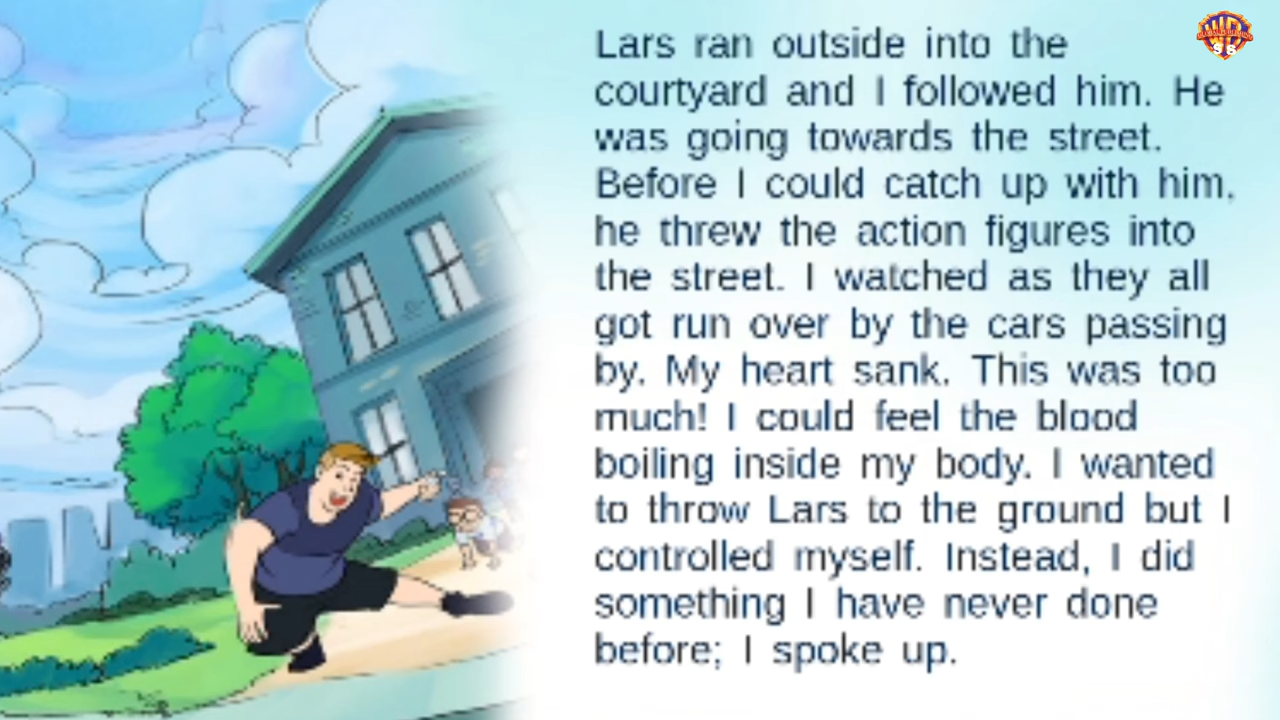 Lars ran outside into the
courtyard and I followed him. He
was going towards the street.
Before I could catch up with him,
he threw the action figures into
the street. I watched as they all
got run over by the cars passing
by. My heart sank. This was too
much! I could feel the blood
boiling inside my body. I wanted
to throw Lars to the ground but I
controlled myself. Instead, I did
something I have never done
before; I spoke up.